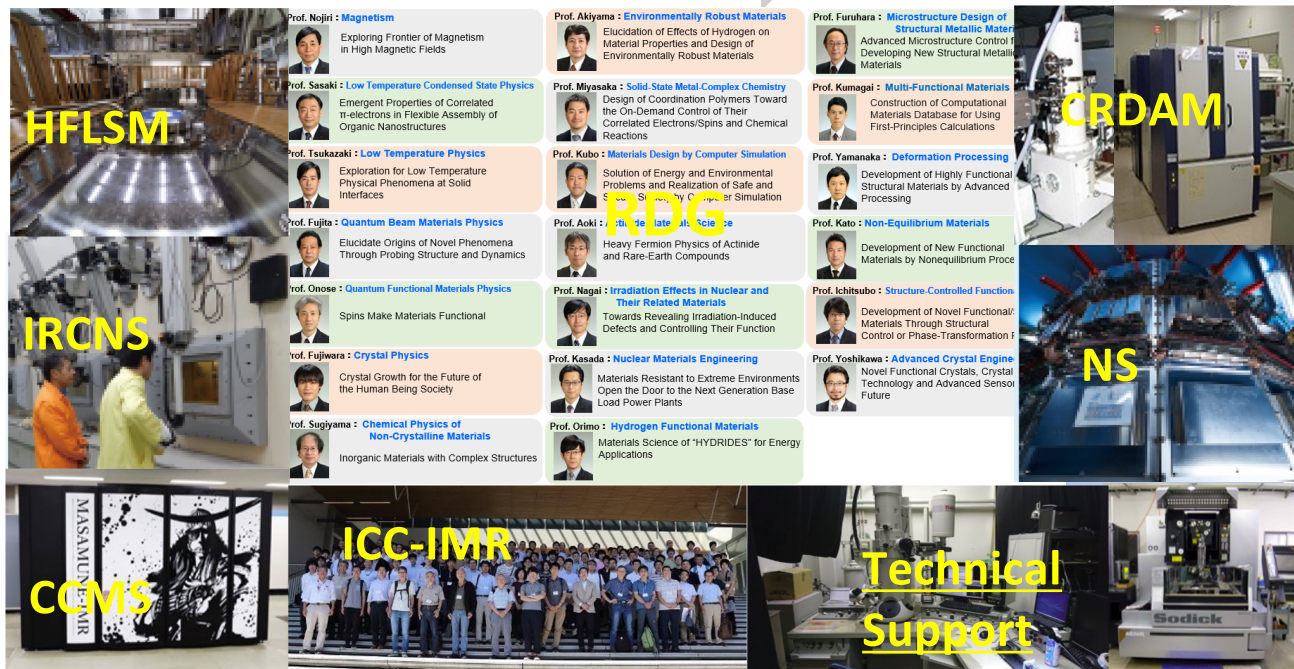 HFLSM
IRCNS
MASAMUNE-IMR
CCMS
Prof. Nojiri : Magnetism
Exploring Frontier of Magnetism
in High Magnetic Fields
Prof. Sasaki : Low Temperature Condensed State Physics
Emergent Properties of Correlated
π-electrons in Flexible Assembly of
Organic Nanostructures
Prof. Tsukazaki : Low Temperature Physics
Exploration for Low Temperature
Physical Phenomena at Solid
Interfaces
Prof. Fujita : Quantum Beam Materials Physics
Elucidate Origins of Novel Phenomena
Through Probing Structure and Dynamics
Prof. Onose : Quantum Functional Materials Physics
Spins Make Materials Functional
Prof. Fujiwara : Crystal Physics
Crystal Growth for the Future of
the Human Being Society
Prof. Sugiyama : Chemical Physics of
Non-Crystalline Materials
Inorganic Materials with Complex Structures
Prof. Akiyama : Environmentally Robust Materials
Elucidation of Effects of Hydrogen on
Material Properties and Design of
Environmentally Robust Materials
Prof. Miyasaka : Solid-State Metal-Complex Chemistry
Design of Coordination Polymers Toward
the On-Demand Control of Their
Correlated Electrons/Spins and Chemical
Reactions
Prof. Kubo : Materials Design by Computer Simulation
Solution of Energy and Environmental
Problems and Realization of Safe and
Society by Computer Simulation
RDG
Prof. Aoki : Actinide Materials Science
Heavy Fermion Physics of Actinide
and Rare-Earth Compounds
Prof. Nagai : Irradiation Effects in Nuclear and
Their Related Materials
Towards Revealing Irradiation-Induced
Defects and Controlling Their Function
Prof. Kasada : Nuclear Materials Engineering
Materials Resistant to Extreme Environments
Open the Door to the Next Generation Base
Load Power Plants
Prof. Orimo : Hydrogen Functional Materials
Materials Science of “HYDRIDES” for Energy
Applications
Prof. Furuhara : Microstructure Design of
Structural Metallic Materi
Advanced Microstructure Control f
Developing New Structural Metalli
Materials
Prof. Kumagai : Multi-Functional Materials
Construction of Computational
Materials Database for Using
First-Principles Calculations
Prof. Yamanaka : Deformation Processing
Development of Highly Functional
Structural Materials by Advanced
Processing
Prof. Kato : Non-Equilibrium Materials
Development of New Functional
Materials by Nonequilibrium Proce
Prof. Ichitsubo : Structure-Controlled Functiona
Development of Novel Functional/
Materials Through Structural
Control or Phase-Transformation
Prof. Yoshikawa : Advanced Crystal Engine
Novel Functional Crystals, Crystal
Technology and Advanced Sensor
Future
CRDAM
NS
ICC-IMR
Technical
Support
Sodick